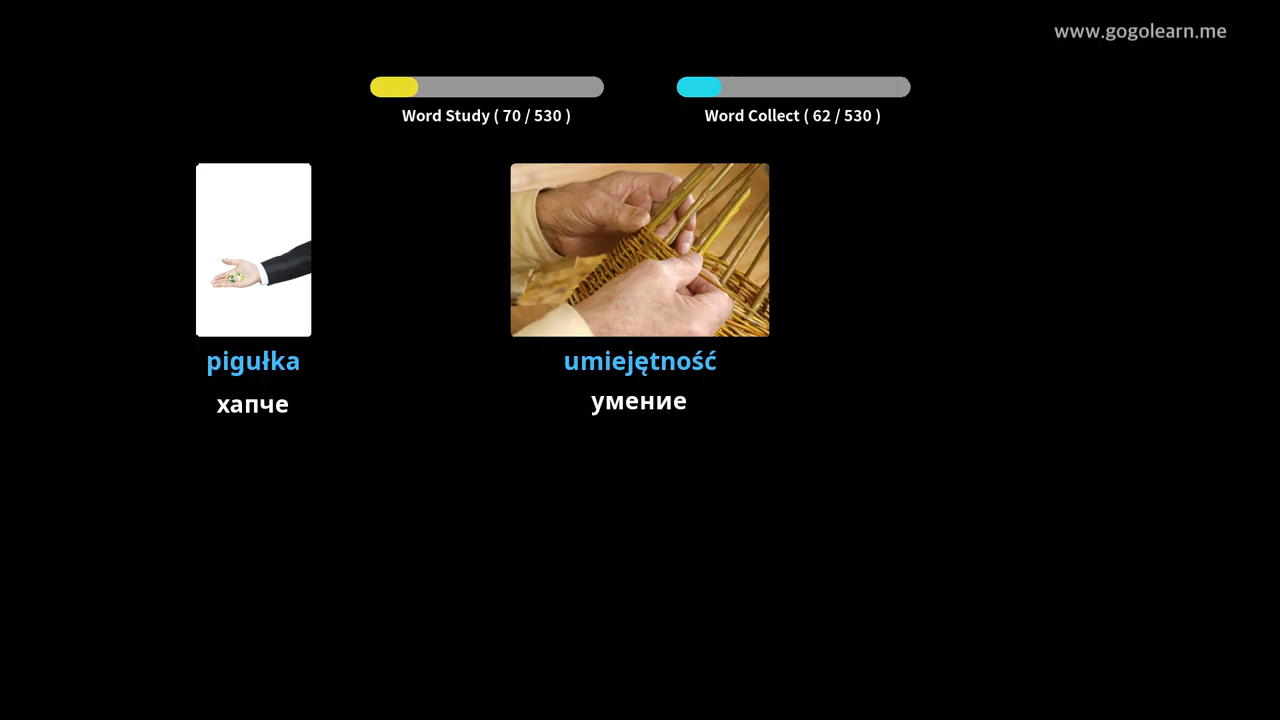 www.gogolearn.me
Word Study ( 70 / 530 )
Word Collect ( 62 / 530 )
pigułka
umiejętność
хапче
умение